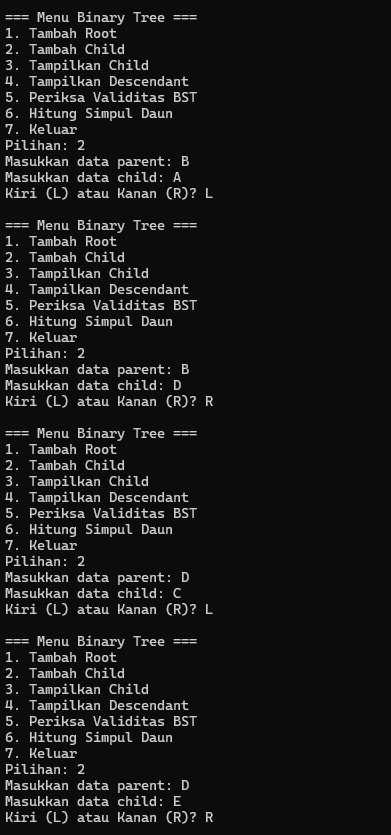 === Menu Binary Tree ===
1. Tambah Root
2. Tambah Child
3. Tampilkan Child
4. Tampilkan Descendant
5. Periksa Validitas BST
6. Hitung Simpul Daun
7. Keluar
Pilihan: 2
Masukkan data parent: B
Masukkan data child: A
Kiri (L) atau Kanan (R)? L

=== Menu Binary Tree ===
1. Tambah Root
2. Tambah Child
3. Tampilkan Child
4. Tampilkan Descendant
5. Periksa Validitas BST
6. Hitung Simpul Daun
7. Keluar
Pilihan: 2
Masukkan data parent: B
Masukkan data child: D
Kiri (L) atau Kanan (R)? R

=== Menu Binary Tree ===
1. Tambah Root
2. Tambah Child
3. Tampilkan Child
4. Tampilkan Descendant
5. Periksa Validitas BST
6. Hitung Simpul Daun
7. Keluar
Pilihan: 2
Masukkan data parent: D
Masukkan data child: C
Kiri (L) atau Kanan (R)? L

=== Menu Binary Tree ===
1. Tambah Root
2. Tambah Child
3. Tampilkan Child
4. Tampilkan Descendant
5. Periksa Validitas BST
6. Hitung Simpul Daun
7. Keluar
Pilihan: 2
Masukkan data parent: D
Masukkan data child: E
Kiri (L) atau Kanan (R)? R